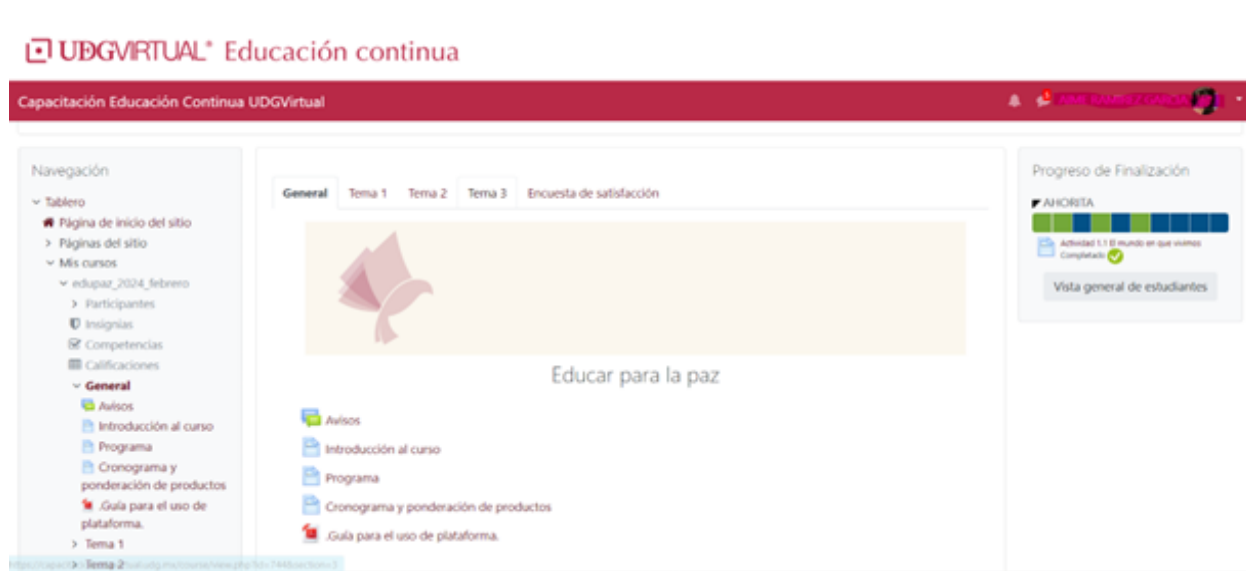 UDGVIRTUAL® Educación continua
Capacitación Educación Continua UDGVirtual
Navegación
Tablero
Página de inicio del sitio
Páginas del sitio
Mis cursos
edupaz_2024_febrero
Participantes
Insignias
Competencias
Calificaciones
General
Avisos
Introducción al curso
Programa
Cronograma y
ponderación de productos
.Guía para el uso de
plataforma.
Tema 1
Tema 2
General Tema 1 Tema 2 Tema 3 Encuesta de satisfacción
Educar para la paz
Avisos
Introducción al curso
Programa
Cronograma y ponderación de productos
.Guía para el uso de plataforma.
Progreso de Finalización
AHORITA
Actividad 1.1 El mundo en que vivimos
Completado
Vista general de estudiantes